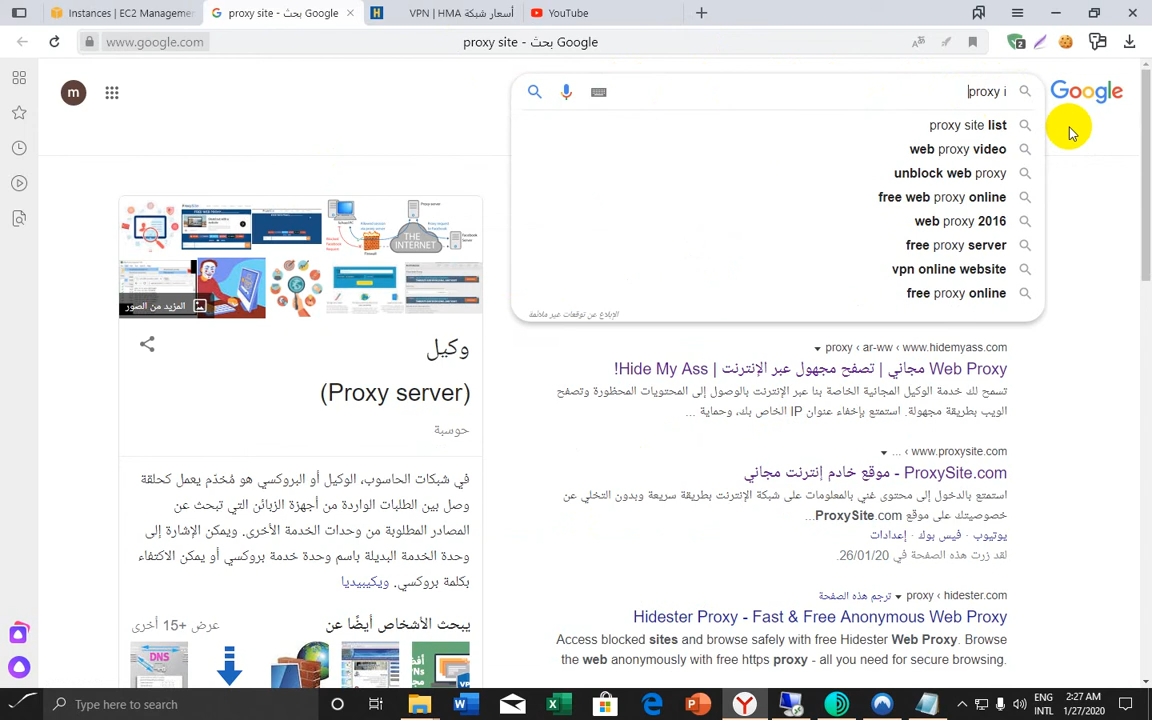 Instances | EC2 Managemen
proxy site - بحث Google
أسعار شبكة VPN | HMA
YouTube
www.google.com
proxy site - بحث Google
2
m
proxy i
Google
proxy site list
web proxy video
unblock web proxy
free web proxy online
web proxy 2016
free proxy server
vpn online website
free proxy online
الإبلاغ عن توقعات غير ملائمة
THE INTERNET
المزيد من الصور
وكيل
(Proxy server)
حوسبة
في شبكات الحاسوب، الوكيل أو البروكسي هو مُخدّم يعمل كحلقة
وصل بين الطلبات الواردة من أجهزة الزبائن التي تبحث عن
المصادر المطلوبة من وحدات الخدمة الأخرى. ويمكن الإشارة إلى
وحدة الخدمة البديلة باسم وحدة خدمة بروكسي أو يمكن الاكتفاء
بكلمة بروكسي. ويكيبيديا
يبحث الأشخاص أيضًا عن
عرض +15 أخرى
DNS
www.hidemyass.com › ar-ww › proxy
Web Proxy مجاني | تصفح مجهول عبر الإنترنت | Hide My Ass!
تسمح لك خدمة الوكيل المجانية الخاصة بنا عبر الإنترنت بالوصول إلى المحتويات المحظورة وتصفح
الويب بطريقة مجهولة. استمتع بإخفاء عنوان IP الخاص بك، وحماية ...
www.proxysite.com › ...
ProxySite.com - موقع خادم إنترنت مجاني
استمتع بالدخول إلى محتوى غني بالمعلومات على شبكة الإنترنت بطريقة سريعة وبدون التخلي عن
خصوصيتك على موقع ProxySite.com...
يوتيوب · فيس بوك · إعدادات
لقد زرت هذه الصفحة في 26/01/20.
hidester.com › proxy ترجم هذه الصفحة
Hidester Proxy - Fast & Free Anonymous Web Proxy
Access blocked sites and browse safely with free Hidester Web Proxy. Browse
the web anonymously with free https proxy - all you need for secure browsing.
Type here to search
ENG
INTL
2:27 AM
1/27/2020